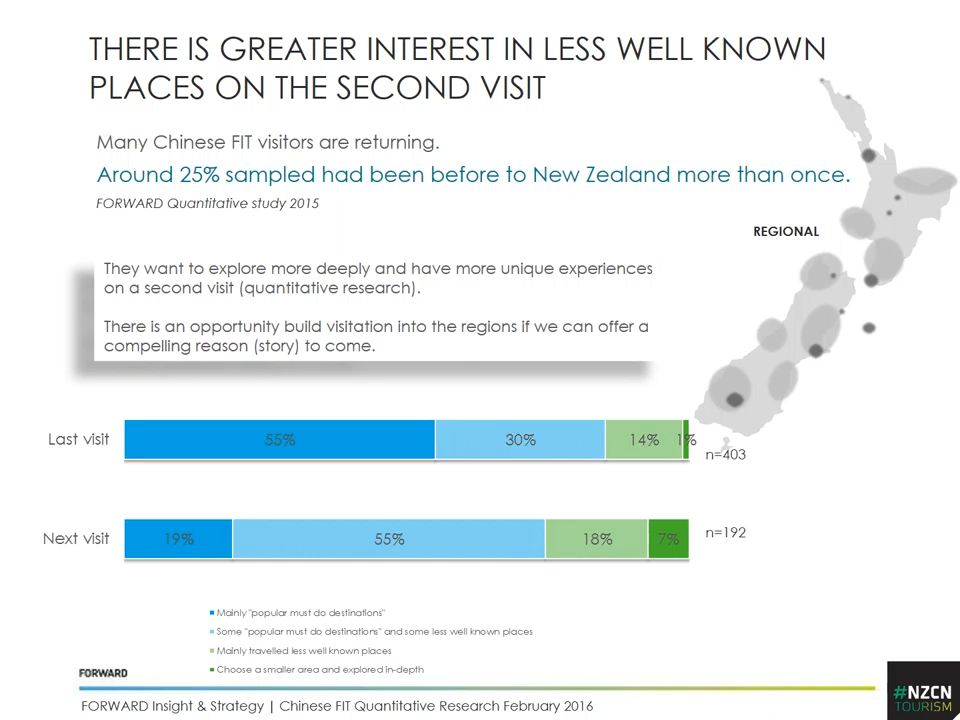 THERE IS GREATER INTEREST IN LESS WELL KNOWN
PLACES ON THE SECOND VISIT
Many Chinese FIT visitors are returning.
Around 25% sampled had been before to New Zealand more than once.
FORWARD Quantitative study 2015
REGIONAL
They want to explore more deeply and have more unique experiences
on a second visit (quantitative research).
There is an opportunity build visitation into the regions if we can offer a
compelling reason (story) to come.
Last visit 55% 30% 14% 1%
n=403
Next visit 19% 55% 18% 7% n=192
Mainly "popular must do destinations"
Some "popular must do destinations" and some less well known places
Mainly travelled less well known places
Choose a smaller area and explored in-depth
FORWARD
FORWARD Insight & Strategy | Chinese FIT Quantitative Research February 2016
#NZCN
TOURISM